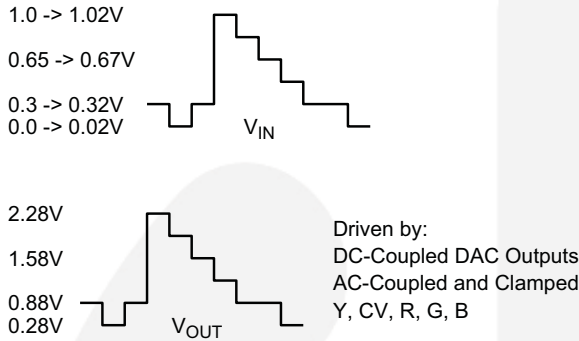 1.0 -> 1.02V
0.65 -> 0.67V
0.3 -> 0.32V
0.0 -> 0.02V
VIN
2.28V
1.58V
0.88V
0.28V
VOUT
Driven by:
DC-Coupled DAC Outputs
AC-Coupled and Clamped
Y, CV, R, G, B